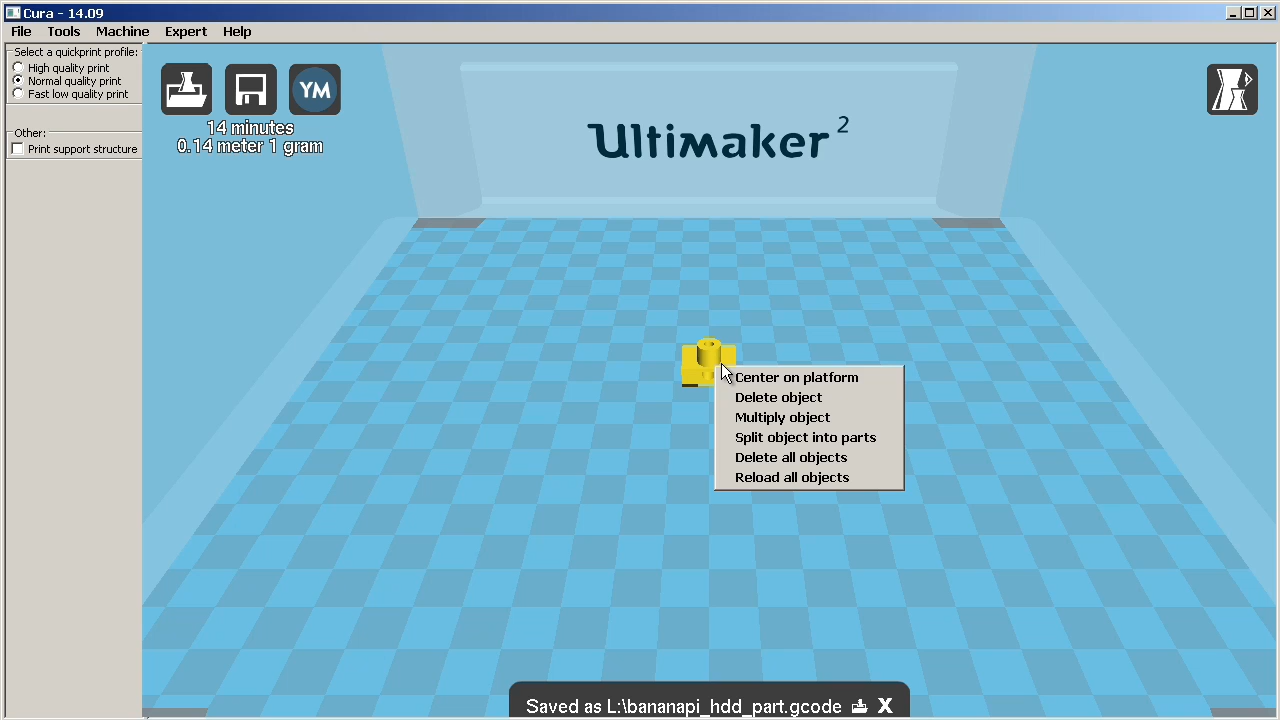 Cura - 14.09
File Tools Machine Expert Help
Select a quickprint profile:
High quality print
Normal quality print
Fast low quality print
Other:
Print support structure
YM
14 minutes
0.14 meter 1 gram
Ultimaker 2
Center on platform
Delete object
Multiply object
Split object into parts
Delete all objects
Reload all objects
Saved as L:\bananapi_hdd_part.gcode X